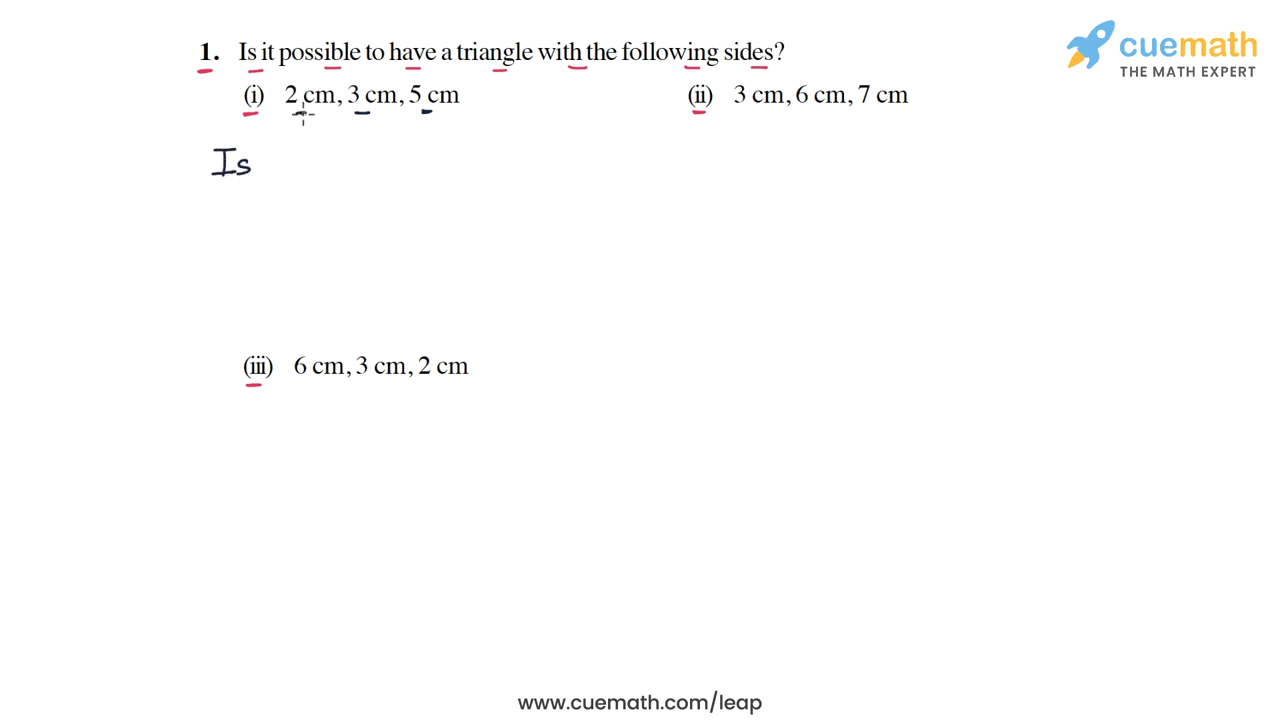 1. Is it possible to have a triangle with the following sides?
(i) 2 cm, 3 cm, 5 cm
(ii) 3 cm, 6 cm, 7 cm
Is
(iii) 6 cm, 3 cm, 2 cm
cuemath
THE MATH EXPERT
www.cuemath.com/leap